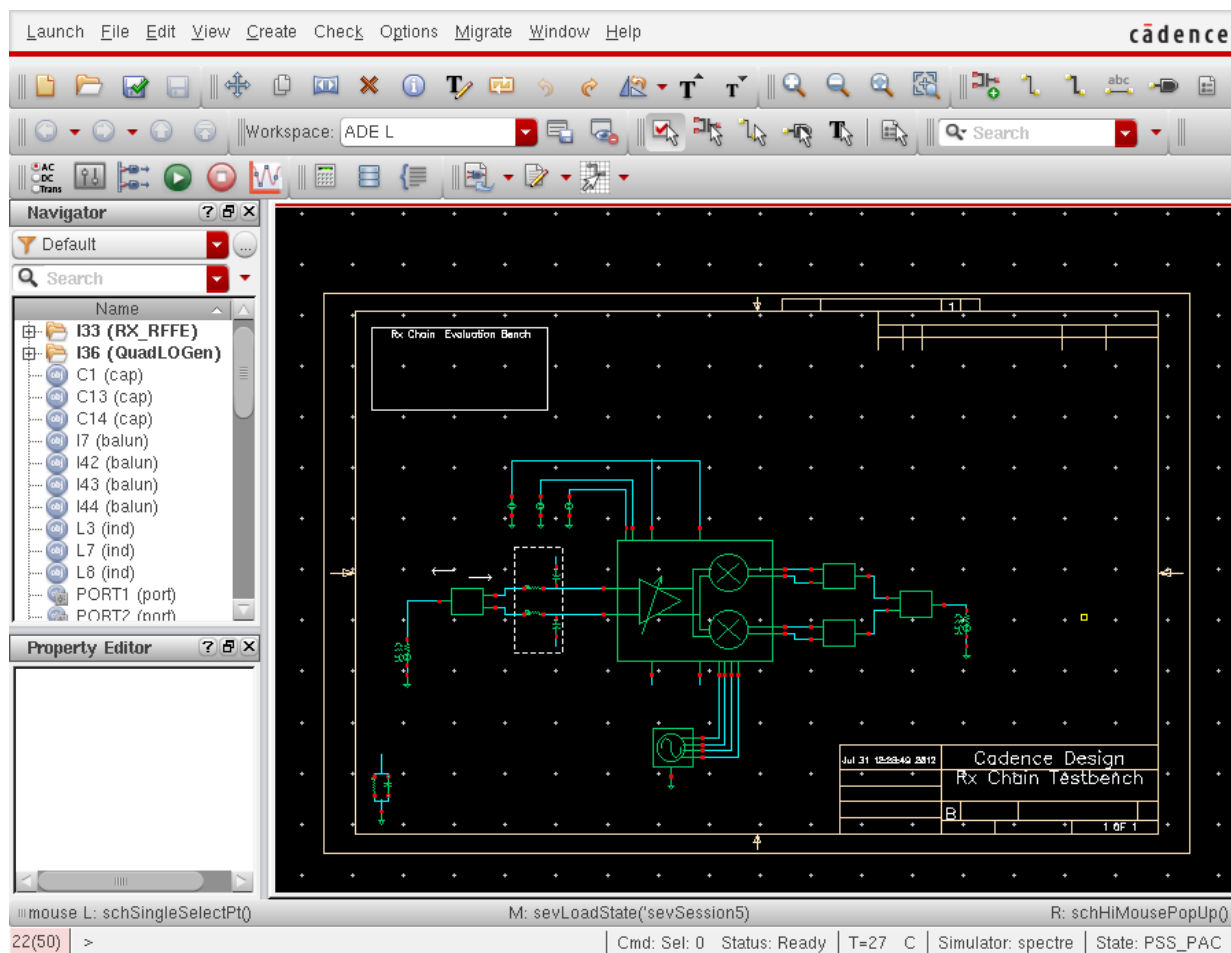 Launch File Edit View Create Check Options Migrate Window Help
cādence
abc
Workspace: ADE L
Search
AC
DC
Trans
Navigator
Default
Search
Name
I33 (RX_RFFE)
I36 (QuadLOGen)
C1 (cap)
C13 (cap)
C14 (cap)
I7 (balun)
I42 (balun)
I43 (balun)
I44 (balun)
L3 (ind)
L7 (ind)
L8 (ind)
PORT1 (port)
PORT2 (port)
Property Editor
1
Rx Chain Evaluation Bench
Jul 31 12:23:49 2012
Cadence Design
Rx Chain Testbench
B
1 OF 1
mouse L: schSingleSelectPt()
M: sevLoadState('sevSession5)
R: schHiMousePopUp()
22(50) >
Cmd: Sel: 0 Status: Ready T=27 C Simulator: spectre State: PSS_PAC